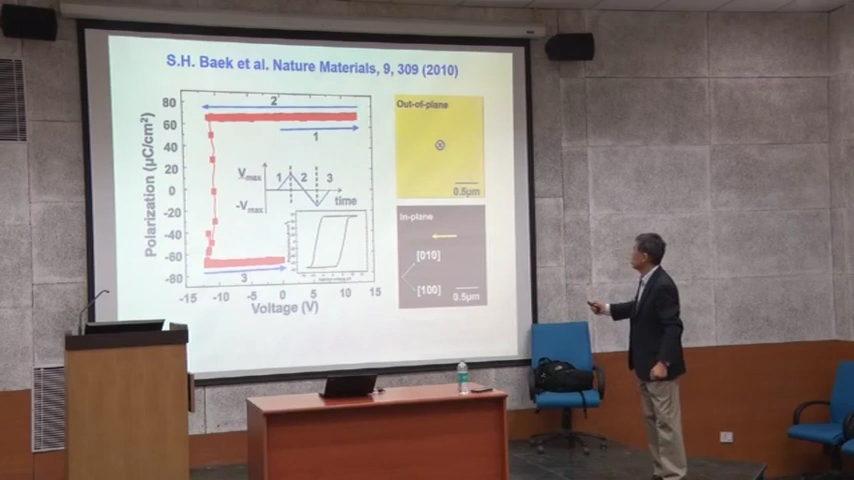 S.H. Baek et al. Nature Materials, 9, 309 (2010)
Polarization (μC/cm²)
80
60
40
20
0
-20
-40
-60
-80
2
1
Vmax
-Vmax
1 2 3
time
3
-15 -10 -5 0 5 10 15
Voltage (V)
Out-of-plane
0.5μm
In-plane
[010]
[100]
0.5μm